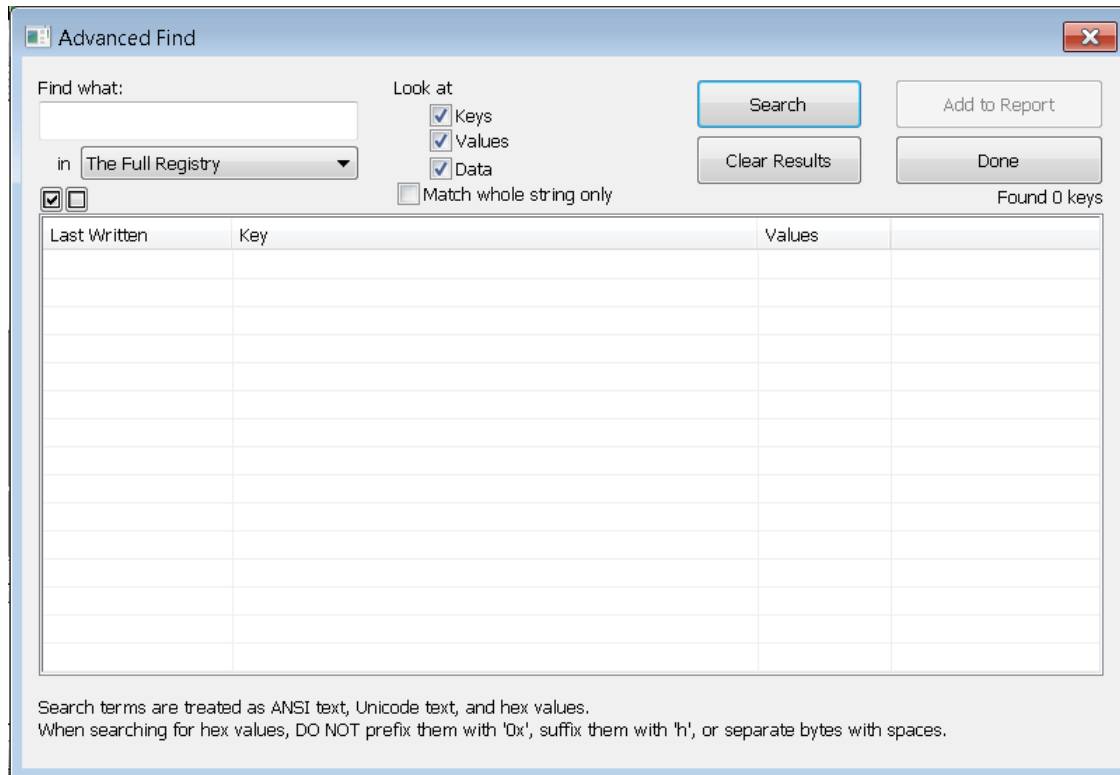 Advanced Find
Find what:
in The Full Registry
Look at
Keys
Values
Data
Match whole string only
Search
Add to Report
Clear Results
Done
Found 0 keys
Last Written Key Values
Search terms are treated as ANSI text, Unicode text, and hex values.
When searching for hex values, DO NOT prefix them with '0x', suffix them with 'h', or separate bytes with spaces.